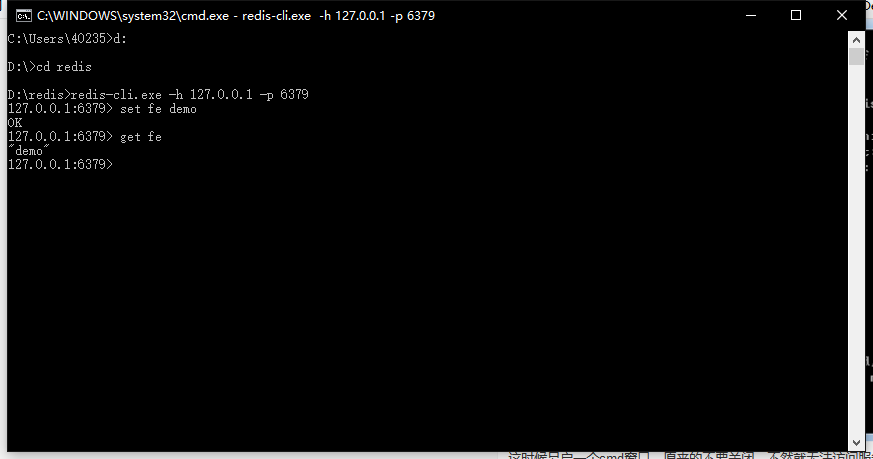 C:\WINDOWS\system32\cmd.exe - redis-cli.exe -h 127.0.0.1 -p 6379
C:\Users\40235>d:
D:\>cd redis
D:\redis>redis-cli.exe -h 127.0.0.1 -p 6379
127.0.0.1:6379> set fe demo
OK
127.0.0.1:6379> get fe
"demo"
127.0.0.1:6379>